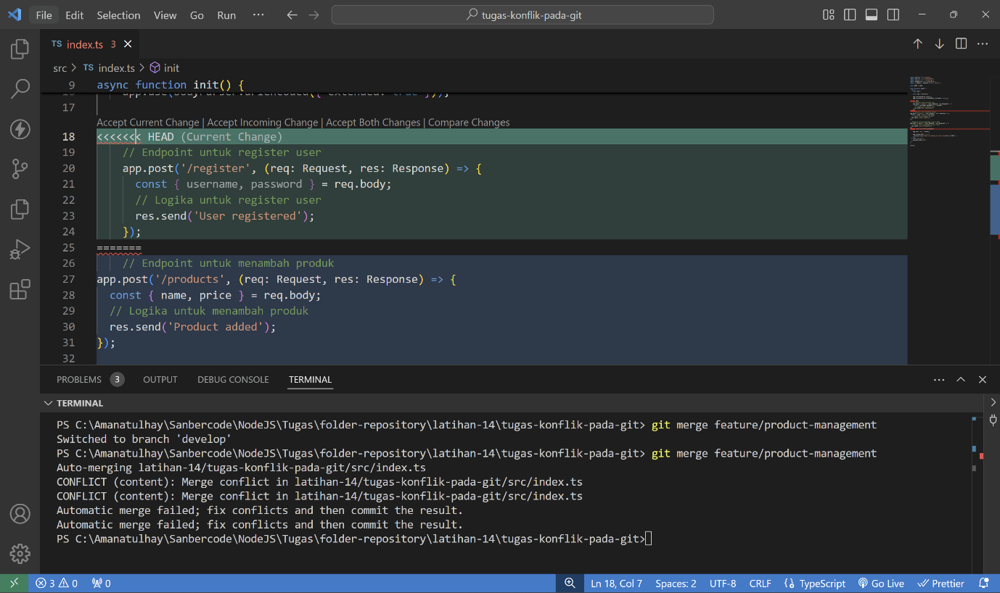 File Edit Selection View Go Run ··· tugas-konflik-pada-git
TS index.ts 3
src > TS index.ts > init
9 async function init() {
17
Accept Current Change | Accept Incoming Change | Accept Both Changes | Compare Changes
18 <<<<<<< HEAD (Current Change)
19 // Endpoint untuk register user
20 app.post('/register', (req: Request, res: Response) => {
21 const { username, password } = req.body;
22 // Logika untuk register user
23 res.send('User registered');
24 });
25 =======
26 // Endpoint untuk menambah produk
27 app.post('/products', (req: Request, res: Response) => {
28 const { name, price } = req.body;
29 // Logika untuk menambah produk
30 res.send('Product added');
31 });
32
PROBLEMS 3 OUTPUT DEBUG CONSOLE TERMINAL
TERMINAL
PS C:\Amanatulhay\Sanbercode\NodeJS\Tugas\folder-repository\latihan-14\tugas-konflik-pada-git> git merge feature/product-management
Switched to branch 'develop'
PS C:\Amanatulhay\Sanbercode\NodeJS\Tugas\folder-repository\latihan-14\tugas-konflik-pada-git> git merge feature/product-management
Auto-merging latihan-14/tugas-konflik-pada-git/src/index.ts
CONFLICT (content): Merge conflict in latihan-14/tugas-konflik-pada-git/src/index.ts
CONFLICT (content): Merge conflict in latihan-14/tugas-konflik-pada-git/src/index.ts
Automatic merge failed; fix conflicts and then commit the result.
Automatic merge failed; fix conflicts and then commit the result.
PS C:\Amanatulhay\Sanbercode\NodeJS\Tugas\folder-repository\latihan-14\tugas-konflik-pada-git>
3 0 0 Ln 18, Col 7 Spaces: 2 UTF-8 CRLF TypeScript Go Live Prettier